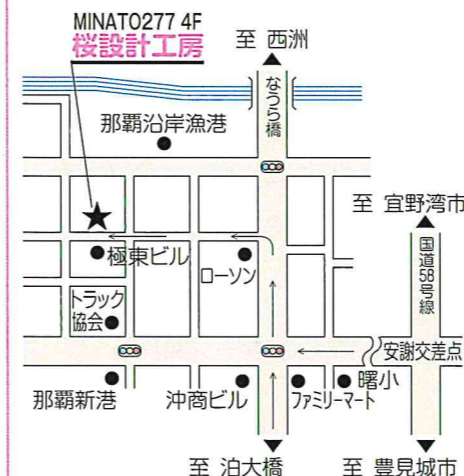 MINATO277 4F
桜設計工房
至 西洲
なうら橋
那覇沿岸漁港
至 宜野湾市
国道58号線
極東ビル
ローソン
トラック
協会
安謝交差点
那覇新港
沖商ビル
ファミリーマート
曙小
至 泊大橋
至 豊見城市